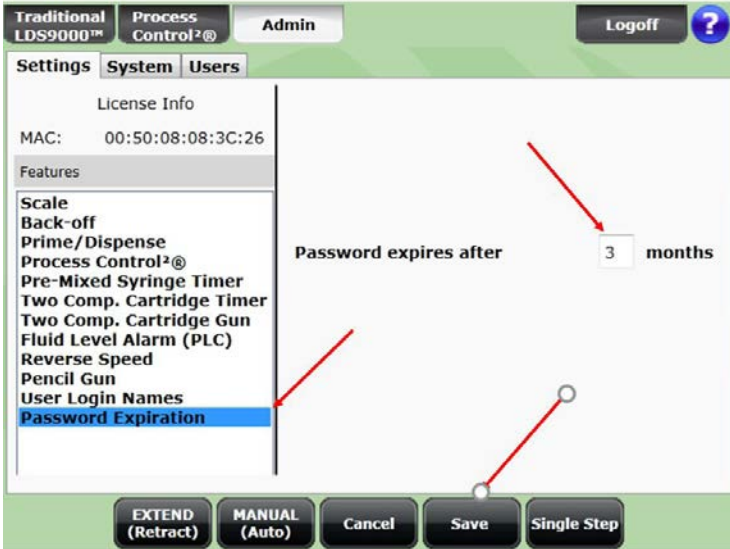 Traditional
LDS9000™
Process
Control²®
Admin
Logoff
?
Settings
System
Users
License Info
MAC: 00:50:08:08:3C:26
Features
Scale
Back-off
Prime/Dispense
Process Control²®
Pre-Mixed Syringe Timer
Two Comp. Cartridge Timer
Two Comp. Cartridge Gun
Fluid Level Alarm (PLC)
Reverse Speed
Pencil Gun
User Login Names
Password Expiration
Password expires after 3 months
EXTEND
(Retract)
MANUAL
(Auto)
Cancel
Save
Single Step